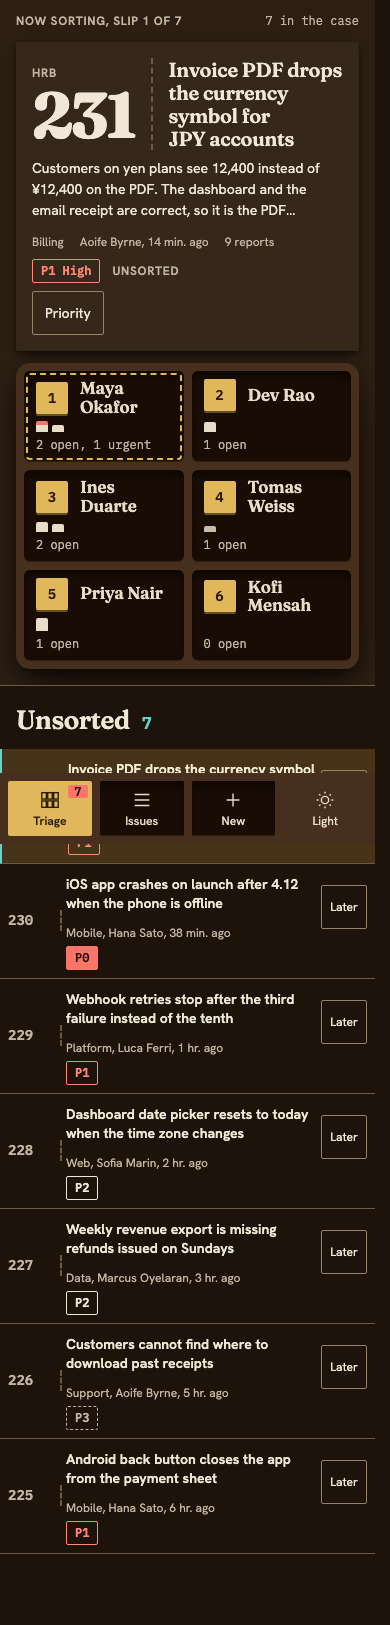 NOW SORTING, SLIP 1 OF 7
7 in the case
HRB
231
Invoice PDF drops
the currency
symbol for
JPY accounts
Customers on yen plans see 12,400 instead of
¥12,400 on the PDF. The dashboard and the
email receipt are correct, so it is the PDF…
Billing Aoife Byrne, 14 min. ago 9 reports
P1 High UNSORTED
Priority
1 Maya
Okafor
2 open, 1 urgent
2 Dev Rao
1 open
3 Ines
Duarte
2 open
4 Tomas
Weiss
1 open
5 Priya Nair
1 open
6 Kofi
Mensah
0 open
Unsorted 7
Invoice PDF drops the currency symbol
7
Triage
Issues
New
Light
P1
230
iOS app crashes on launch after 4.12
when the phone is offline
Mobile, Hana Sato, 38 min. ago
P0
Later
229
Webhook retries stop after the third
failure instead of the tenth
Platform, Luca Ferri, 1 hr. ago
P1
Later
228
Dashboard date picker resets to today
when the time zone changes
Web, Sofia Marin, 2 hr. ago
P2
Later
227
Weekly revenue export is missing
refunds issued on Sundays
Data, Marcus Oyelaran, 3 hr. ago
P2
Later
226
Customers cannot find where to
download past receipts
Support, Aoife Byrne, 5 hr. ago
P3
Later
225
Android back button closes the app
from the payment sheet
Mobile, Hana Sato, 6 hr. ago
P1
Later